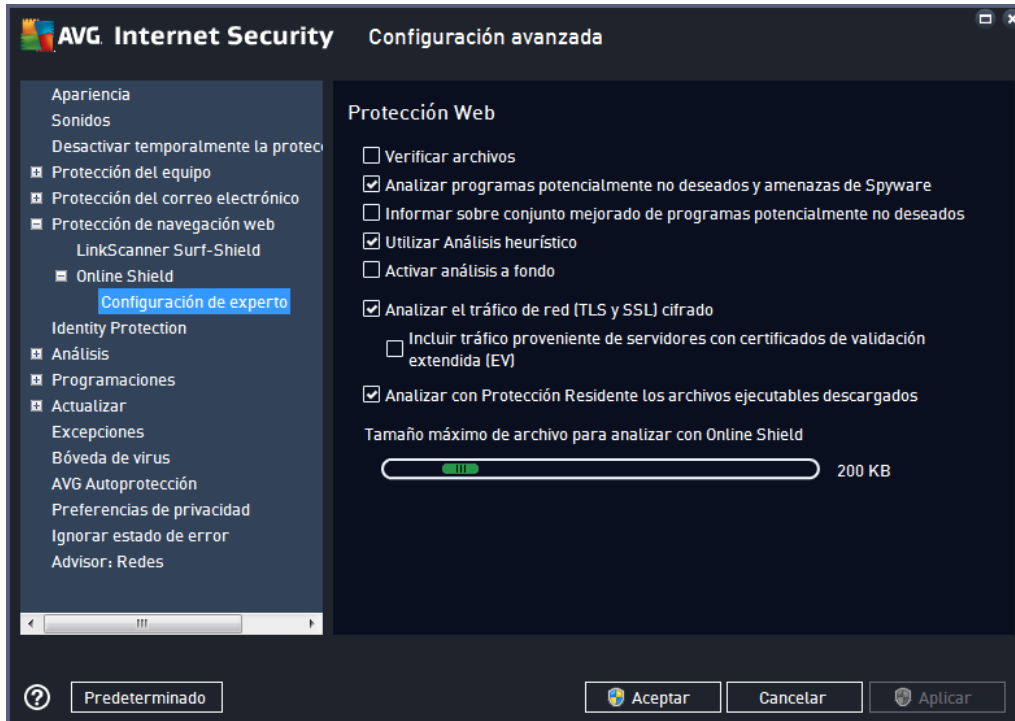 AVG Internet Security Configuración avanzada
Apariencia
Sonidos
Desactivar temporalmente la protec
Protección del equipo
Protección del correo electrónico
Protección de navegación web
LinkScanner Surf-Shield
Online Shield
Configuración de experto
Identity Protection
Análisis
Programaciones
Actualizar
Excepciones
Bóveda de virus
AVG Autoprotección
Preferencias de privacidad
Ignorar estado de error
Advisor: Redes
Protección Web
Verificar archivos
Analizar programas potencialmente no deseados y amenazas de Spyware
Informar sobre conjunto mejorado de programas potencialmente no deseados
Utilizar Análisis heurístico
Activar análisis a fondo
Analizar el tráfico de red (TLS y SSL) cifrado
Incluir tráfico proveniente de servidores con certificados de validación
extendida (EV)
Analizar con Protección Residente los archivos ejecutables descargados
Tamaño máximo de archivo para analizar con Online Shield
200 KB
? Predeterminado Aceptar Cancelar Aplicar